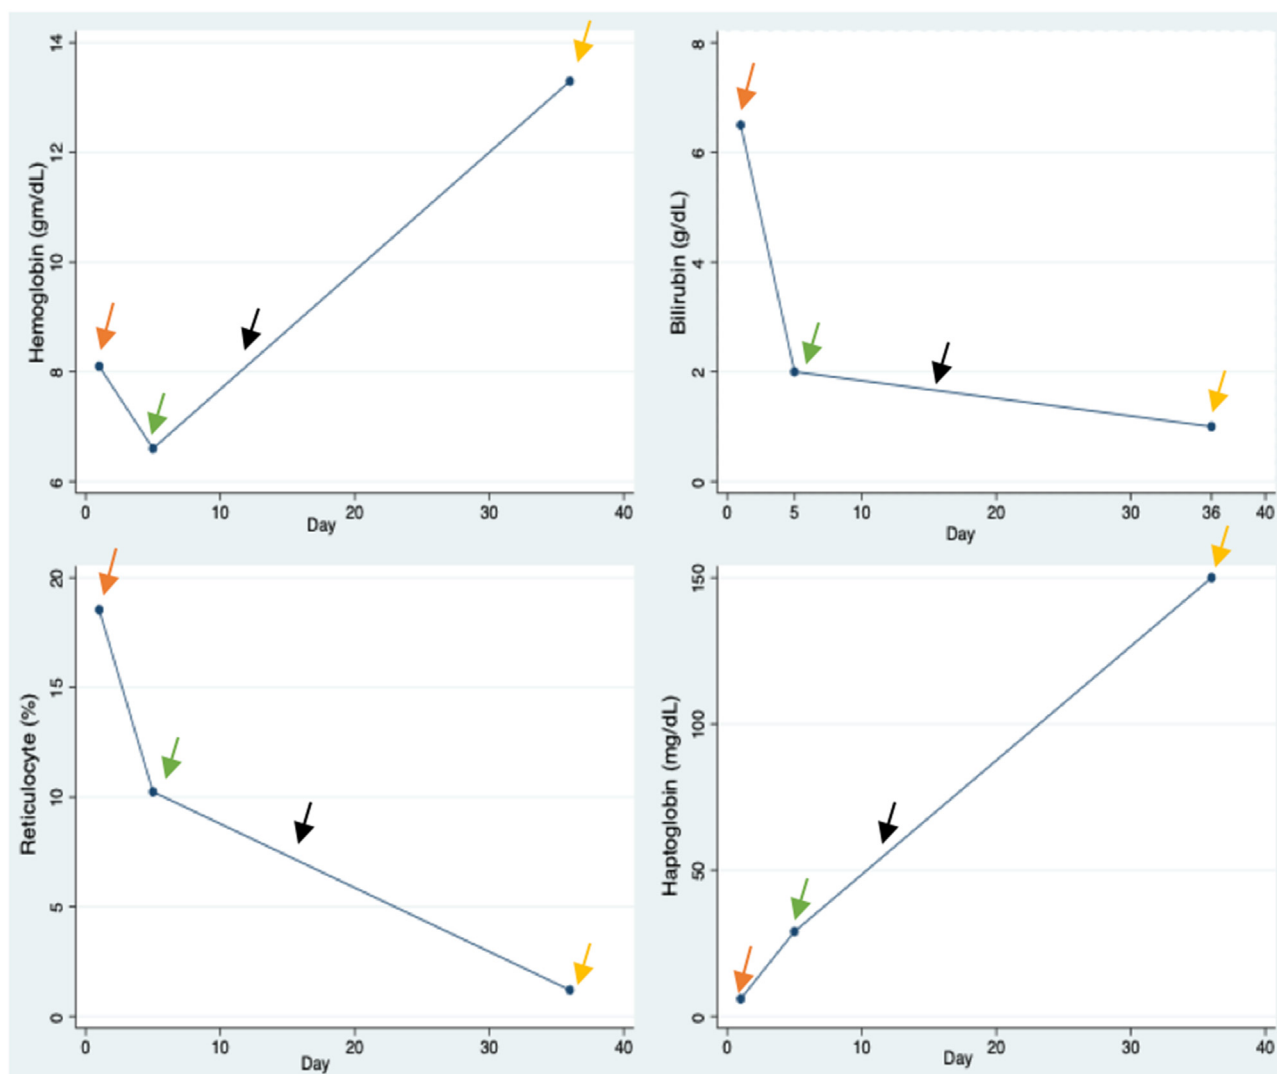 Hemoglobin (gm/dL)
14
12
10
8
6
0 10 20 30 40
Day
Bilirubin (g/dL)
8
6
4
2
0
0 5 10 20 30 36 40
Day
Reticulocyte (%)
20
15
10
5
0
0 10 20 30 40
Day
Haptoglobin (mg/dL)
150
100
50
0
0 10 20 30 40
Day